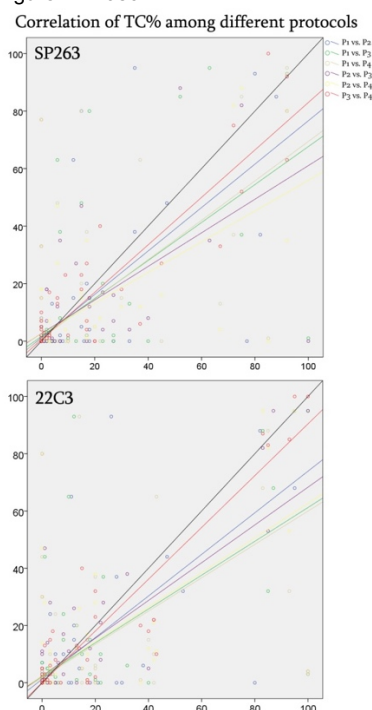 Correlation of TC% among different protocols
SP263
P1 vs. P2
P1 vs. P3
P1 vs. P4
P2 vs. P3
P2 vs. P4
P3 vs. P4
100
80
60
40
20
0
0 20 40 60 80 100
22C3
100
80
60
40
20
0
0 20 40 60 80 100